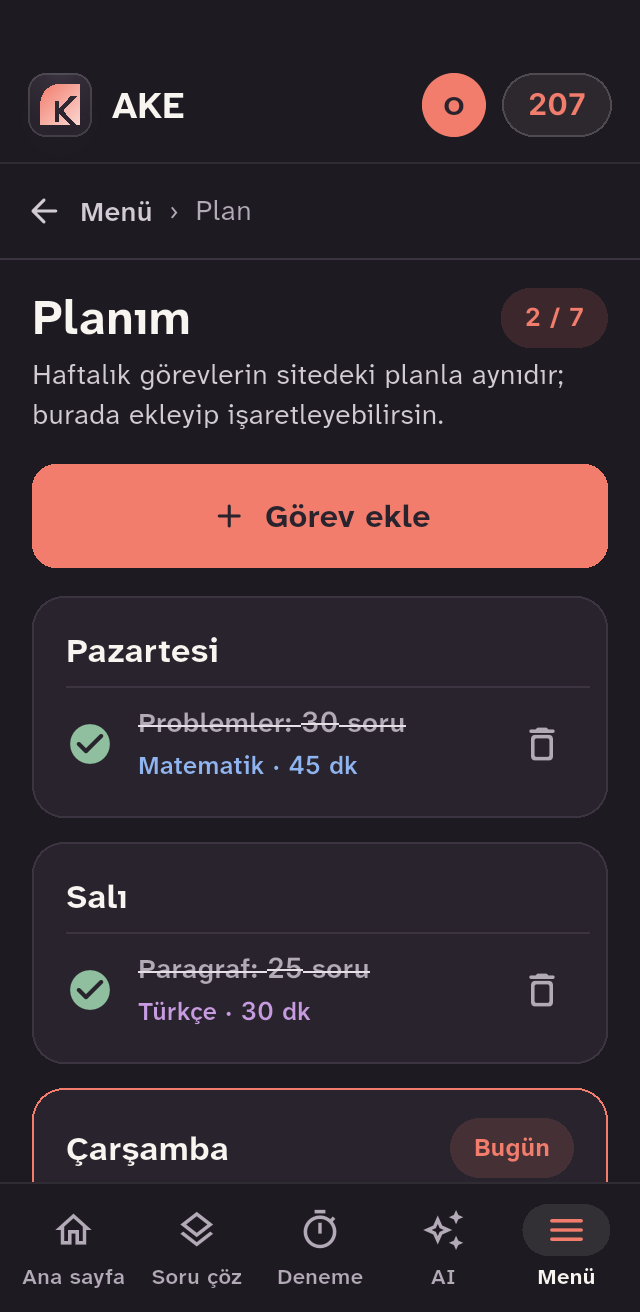 K
AKE
O
207
Menü › Plan
Planım
2 / 7
Haftalık görevlerin sitedeki planla aynıdır;
burada ekleyip işaretleyebilirsin.
+ Görev ekle
Pazartesi
Problemler: 30 soru
Matematik · 45 dk
Salı
Paragraf: 25 soru
Türkçe · 30 dk
Çarşamba
Bugün
Ana sayfa
Soru çöz
Deneme
AI
Menü